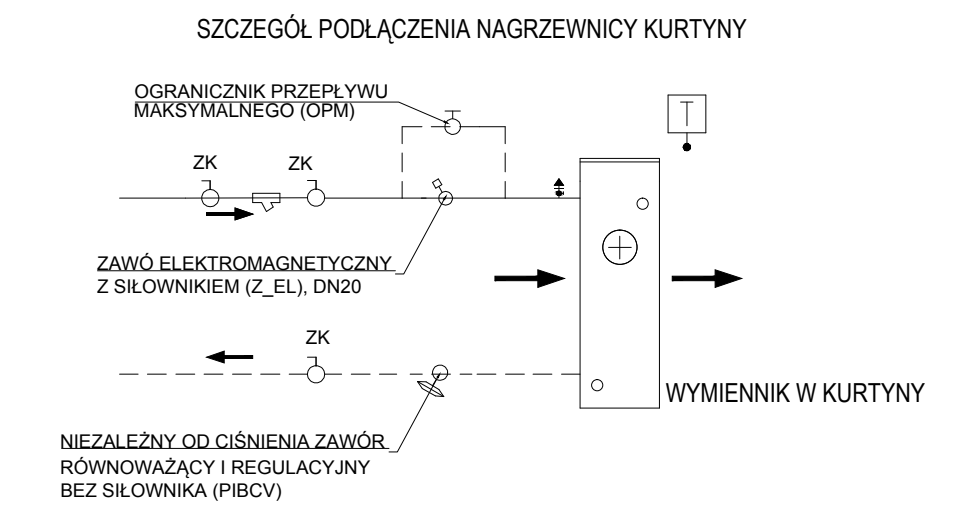 SZCZEGÓŁ PODŁĄCZENIA NAGRZEWNICY KURTYNY
OGRANICZNIK PRZEPŁYWU
MAKSYMALNEGO (OPM)
T
ZK
ZK
ZAWÓ ELEKTROMAGNETYCZNY
Z SIŁOWNIKIEM (Z_EL), DN20
ZK
WYMIENNIK W KURTYNY
NIEZALEŻNY OD CIŚNIENIA ZAWÓR
RÓWNOWAŻĄCY I REGULACYJNY
BEZ SIŁOWNIKA (PIBCV)